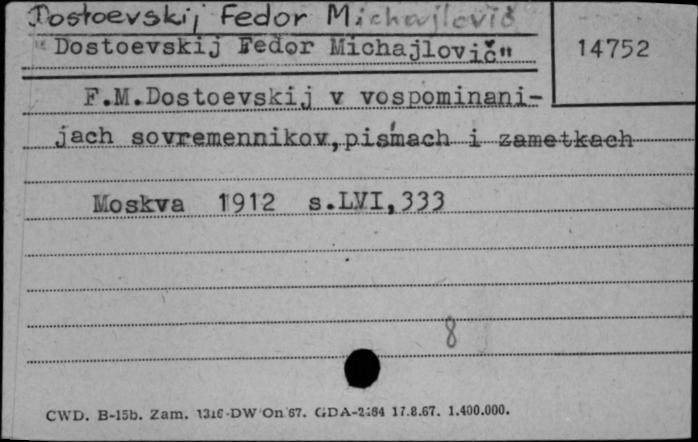 Dostoevskij Fedor Michajlovič
"Dostoevskij Fedor Michajlovič"
14752
F.M.Dostoevskij v vospominani-
jach sovremennikov,pis'mach i zametkach
Moskva 1912 s.LVI,333
8
CWD. B-15b. Zam. 1316-DW On 67. GDA-2164 17.8.67. 1.400.000.